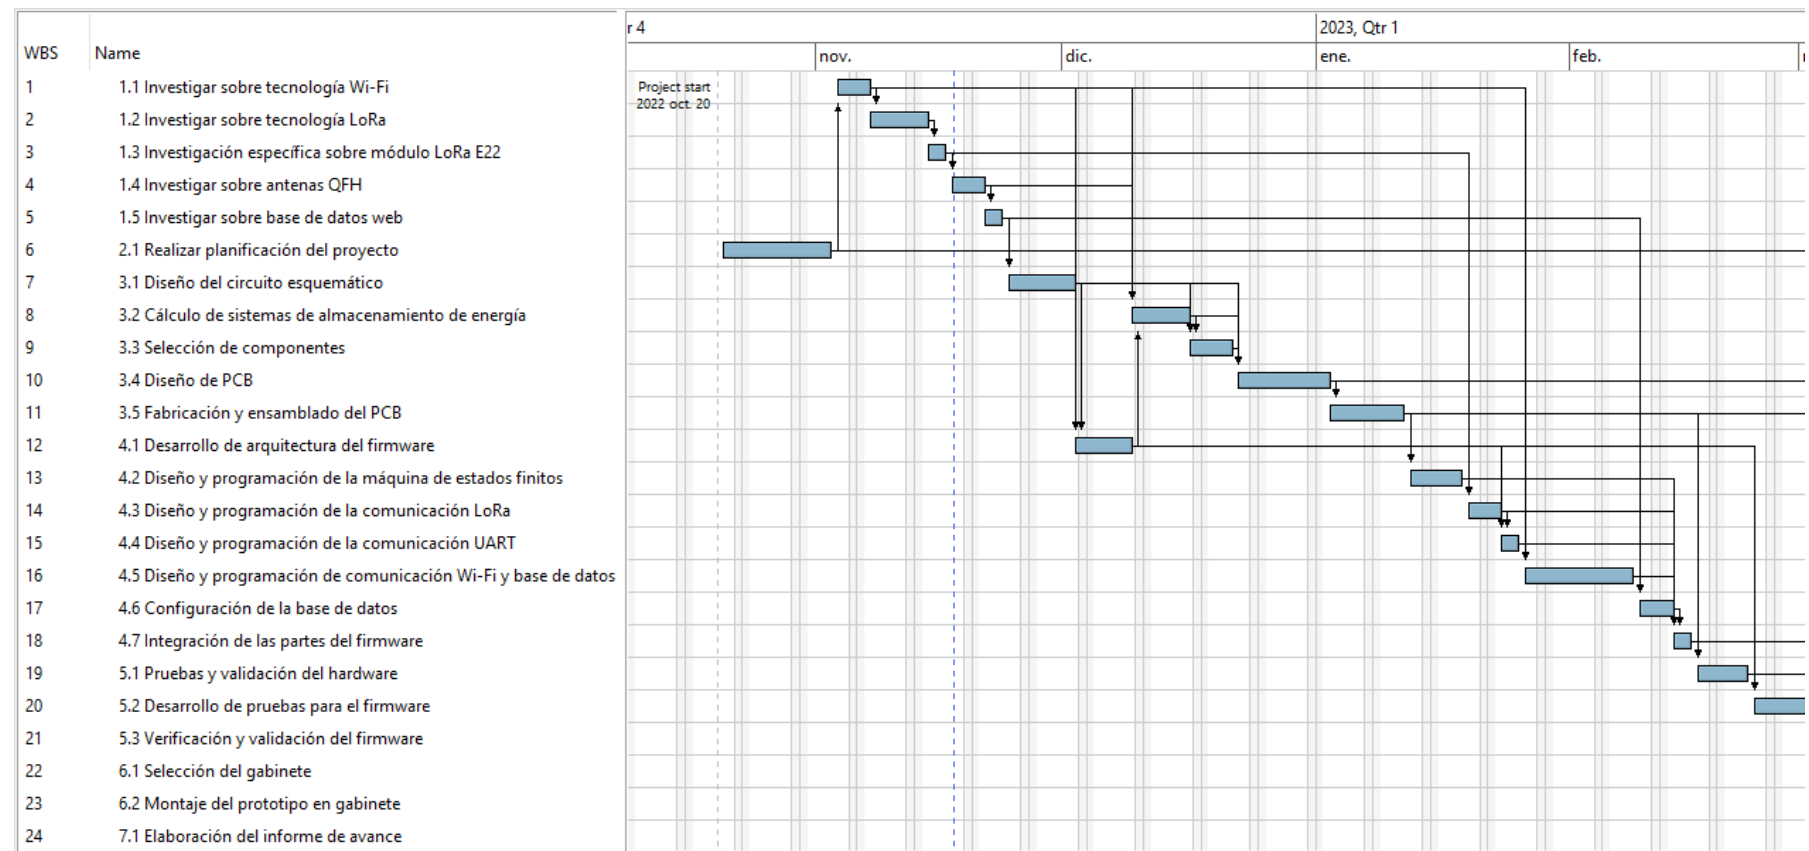 r 4
2023, Qtr 1
WBS
Name
nov.
dic.
ene.
feb.
Project start
2022 oct. 20
1
1.1 Investigar sobre tecnología Wi-Fi
2
1.2 Investigar sobre tecnología LoRa
3
1.3 Investigación específica sobre módulo LoRa E22
4
1.4 Investigar sobre antenas QFH
5
1.5 Investigar sobre base de datos web
6
2.1 Realizar planificación del proyecto
7
3.1 Diseño del circuito esquemático
8
3.2 Cálculo de sistemas de almacenamiento de energía
9
3.3 Selección de componentes
10
3.4 Diseño de PCB
11
3.5 Fabricación y ensamblado del PCB
12
4.1 Desarrollo de arquitectura del firmware
13
4.2 Diseño y programación de la máquina de estados finitos
14
4.3 Diseño y programación de la comunicación LoRa
15
4.4 Diseño y programación de la comunicación UART
16
4.5 Diseño y programación de comunicación Wi-Fi y base de datos
17
4.6 Configuración de la base de datos
18
4.7 Integración de las partes del firmware
19
5.1 Pruebas y validación del hardware
20
5.2 Desarrollo de pruebas para el firmware
21
5.3 Verificación y validación del firmware
22
6.1 Selección del gabinete
23
6.2 Montaje del prototipo en gabinete
24
7.1 Elaboración del informe de avance